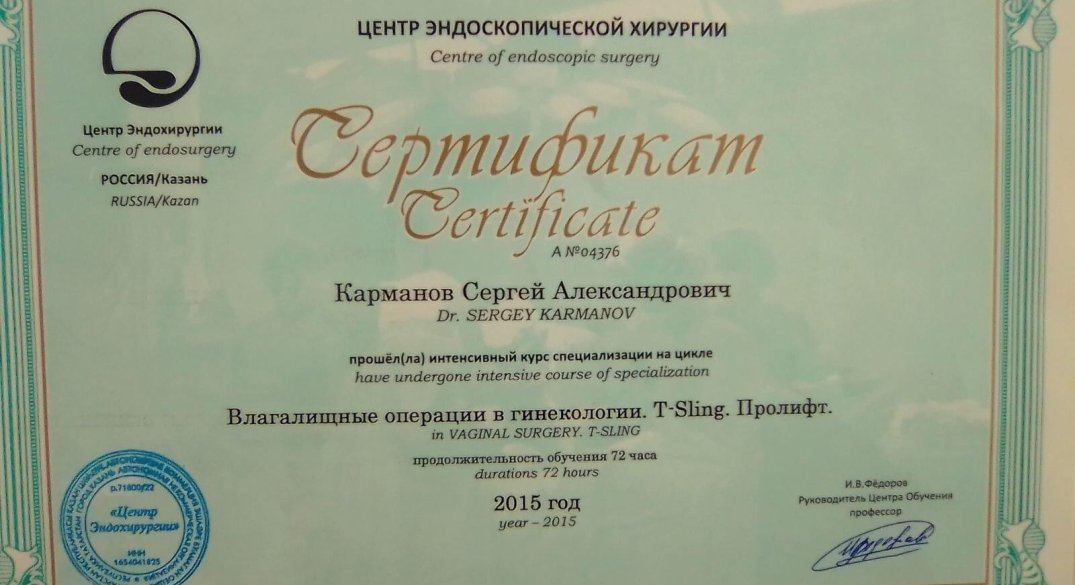 ЦЕНТР ЭНДОСКОПИЧЕСКОЙ ХИРУРГИИ
Centre of endoscopic surgery
Центр Эндохирургии
Centre of endosurgery
РОССИЯ/Казань
RUSSIA/Kazan
Сертификат
Certificate
А №04376
Карманов Сергей Александрович
Dr. SERGEY KARMANOV
прошёл(ла) интенсивный курс специализации на цикле
have undergone intensive course of specialization
Влагалищные операции в гинекологии. T-Sling. Пролифт.
in VAGINAL SURGERY. T-SLING
продолжительность обучения 72 часа
durations 72 hours
2015 год
year – 2015
И.В.Фёдоров
Руководитель Центра Обучения
профессор
«Центр
Эндохирургии»
ИНН
1654041825